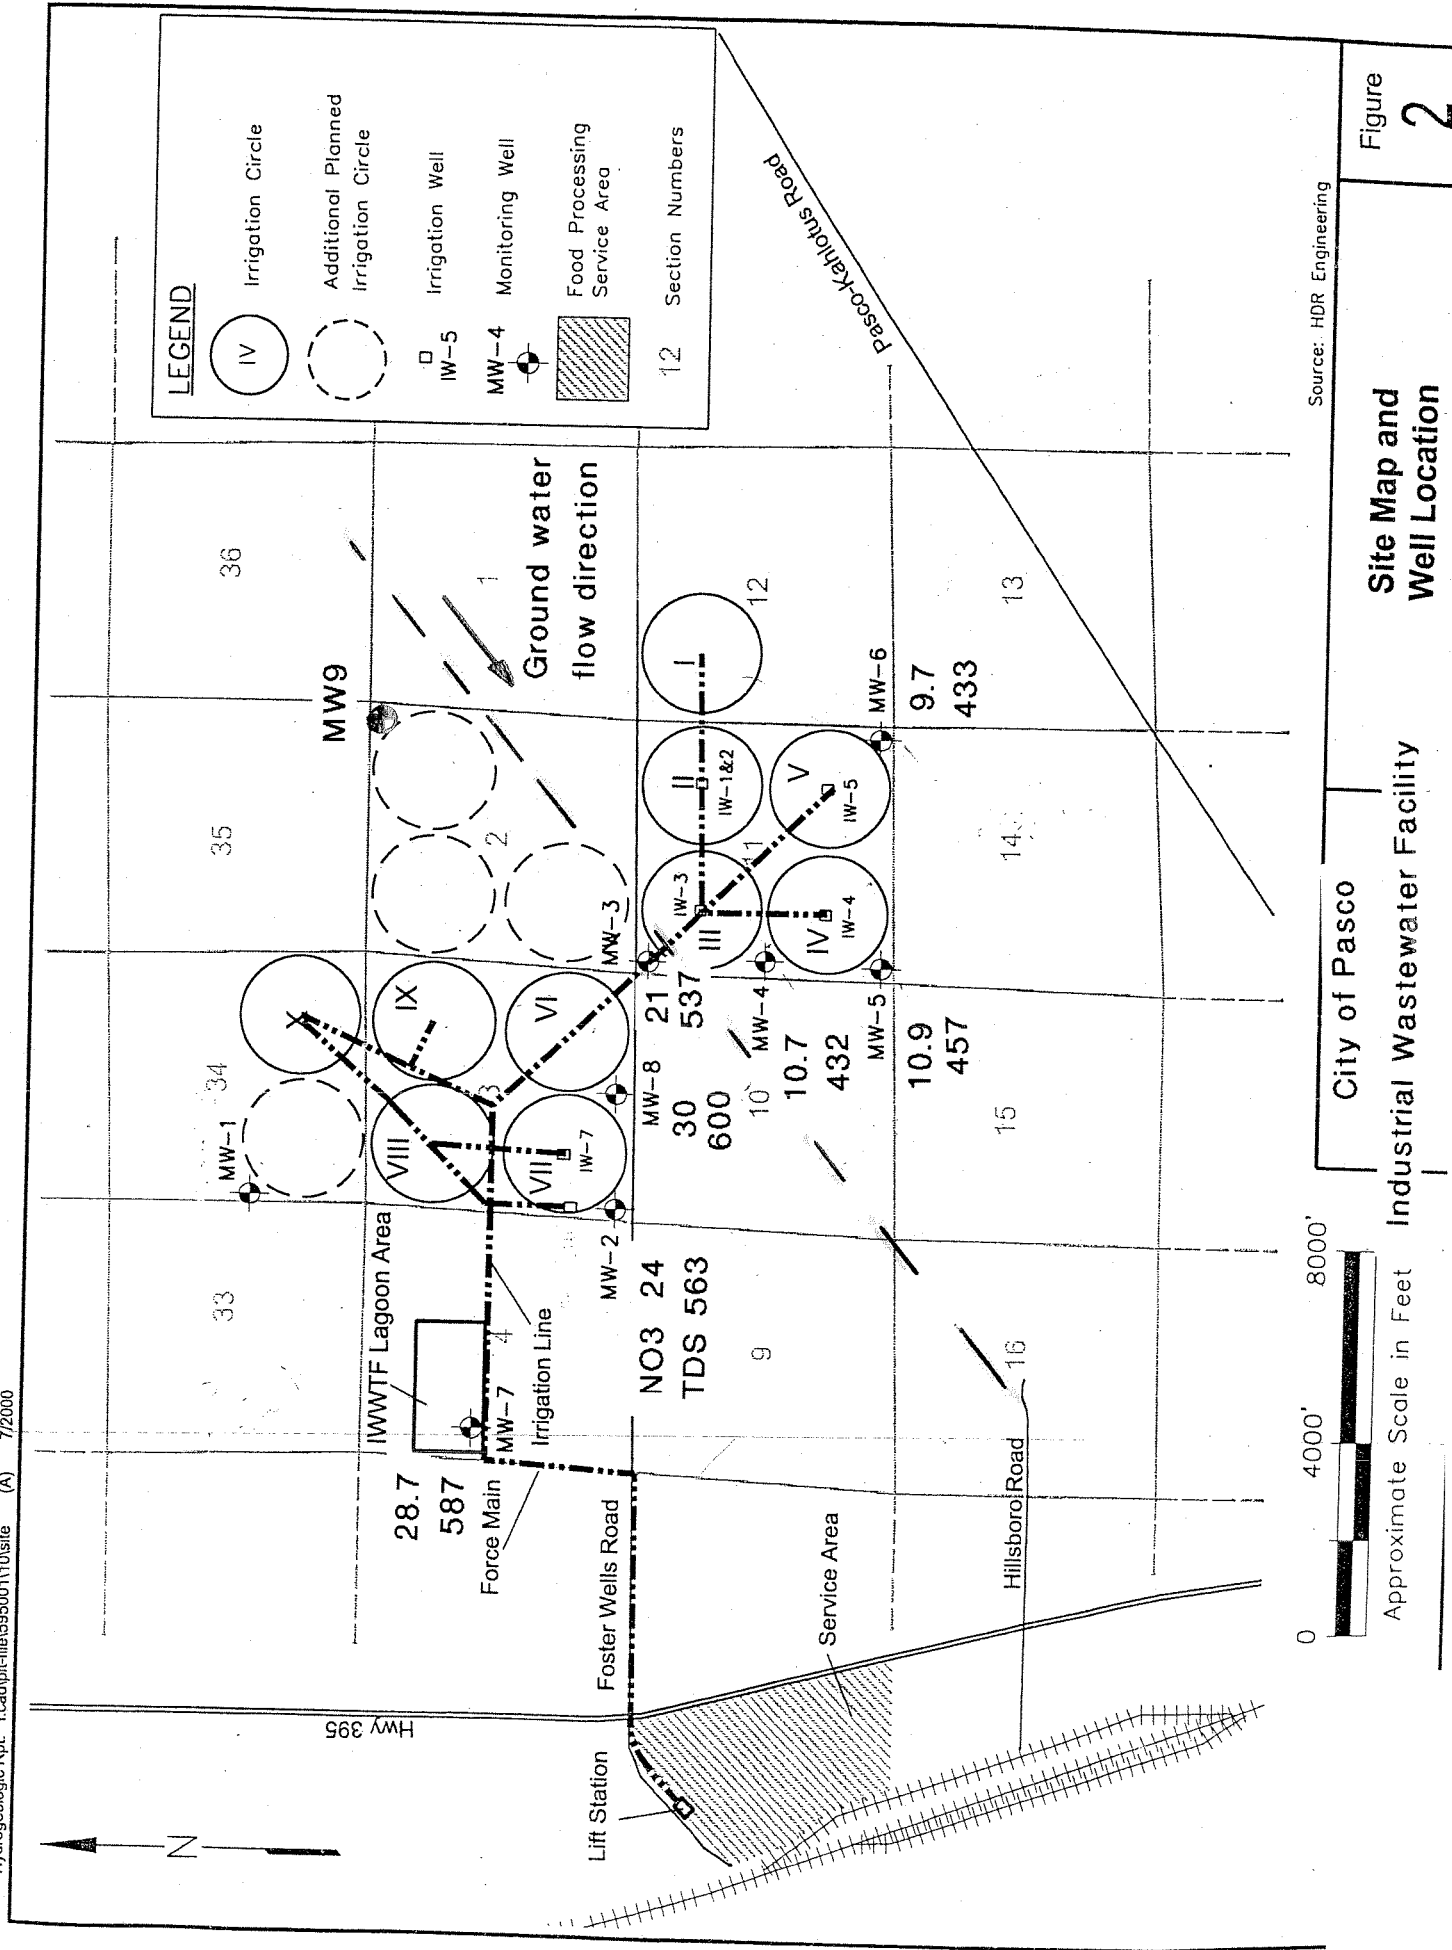 (A) 7/2000
N
Hwy 395
Lift Station
Service Area
Foster Wells Road
Hillsboro Road
Force Main
Irrigation Line
IWWTF Lagoon Area
28.7
587
MW-7
33
4
9
16
MW-1
34
MW-2
NO3 24
TDS 563
VIII
VII
IW-7
X
IX
VI
3
MW-8
30
600
10
15
MW-3
21
537
MW-4
10.7
432
MW-5
10.9
457
35
2
III
IW-3
IV
IW-4
11
14
II
IW-1&2
V
IW-5
MW9
MW-6
9.7
433
I
36
1
12
13
Ground water
flow direction
Pasco-Kahlotus Road
LEGEND
IV Irrigation Circle
Additional Planned
Irrigation Circle
IW-5 Irrigation Well
MW-4 Monitoring Well
Food Processing
Service Area
12 Section Numbers
0 4000' 8000'
Approximate Scale in Feet
City of Pasco
Industrial Wastewater Facility
Source: HDR Engineering
Site Map and
Well Location
Figure
2